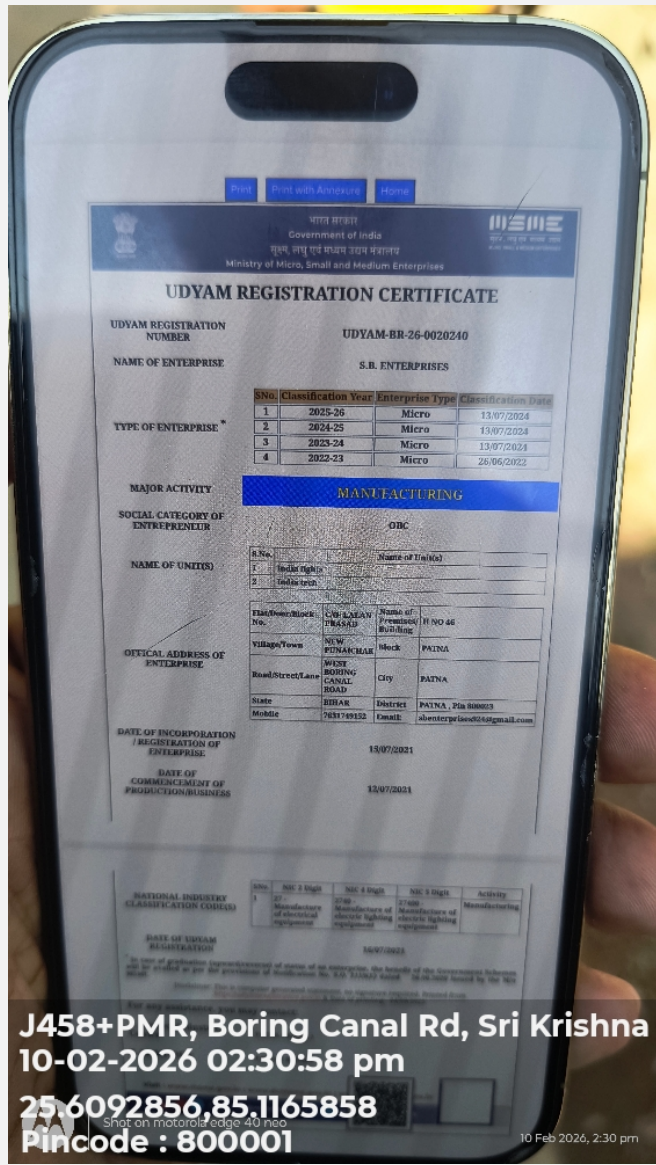 Print Print with Annexure Home
भारत सरकार
Government of India
सूक्ष्म, लघु एवं मध्यम उद्यम मंत्रालय
Ministry of Micro, Small and Medium Enterprises
UDYAM REGISTRATION CERTIFICATE
UDYAM REGISTRATION NUMBER UDYAM-BR-26-0020240
NAME OF ENTERPRISE S.B. ENTERPRISES
TYPE OF ENTERPRISE *
SNo. Classification Year Enterprise Type Classification Date
1 2025-26 Micro 13/07/2024
2 2024-25 Micro 13/07/2024
3 2023-24 Micro 13/07/2024
4 2022-23 Micro 26/06/2022
MAJOR ACTIVITY MANUFACTURING
SOCIAL CATEGORY OF ENTREPRENEUR OBC
NAME OF UNIT(S)
S.No. Name of Unit(s)
1 India lights
2 India tech
OFFICAL ADDRESS OF ENTERPRISE
Flat/Door/Block No. C/O LALAN PRASAD Name of Premises/ Building H NO 46
Village/Town NEW PUNAICHAK Block PATNA
Road/Street/Lane WEST BORING CANAL ROAD City PATNA
State BIHAR District PATNA , Pin 800023
Mobile 7631749152 Email:
DATE OF INCORPORATION / REGISTRATION OF ENTERPRISE 15/07/2021
DATE OF COMMENCEMENT OF PRODUCTION/BUSINESS 12/07/2021
NATIONAL INDUSTRY CLASSIFICATION CODE(S)
SNo. NIC 2 Digit NIC 4 Digit NIC 5 Digit Activity
1 27 - Manufacture of electrical equipment 2740 - Manufacture of electric lighting equipment 27400 - Manufacture of electric lighting equipment Manufacturing
DATE OF UDYAM REGISTRATION
J458+PMR, Boring Canal Rd, Sri Krishna
10-02-2026 02:30:58 pm
25.6092856,85.1165858
Shot on motorola edge 40 neo
Pincode : 800001
10 Feb 2026, 2:30 pm